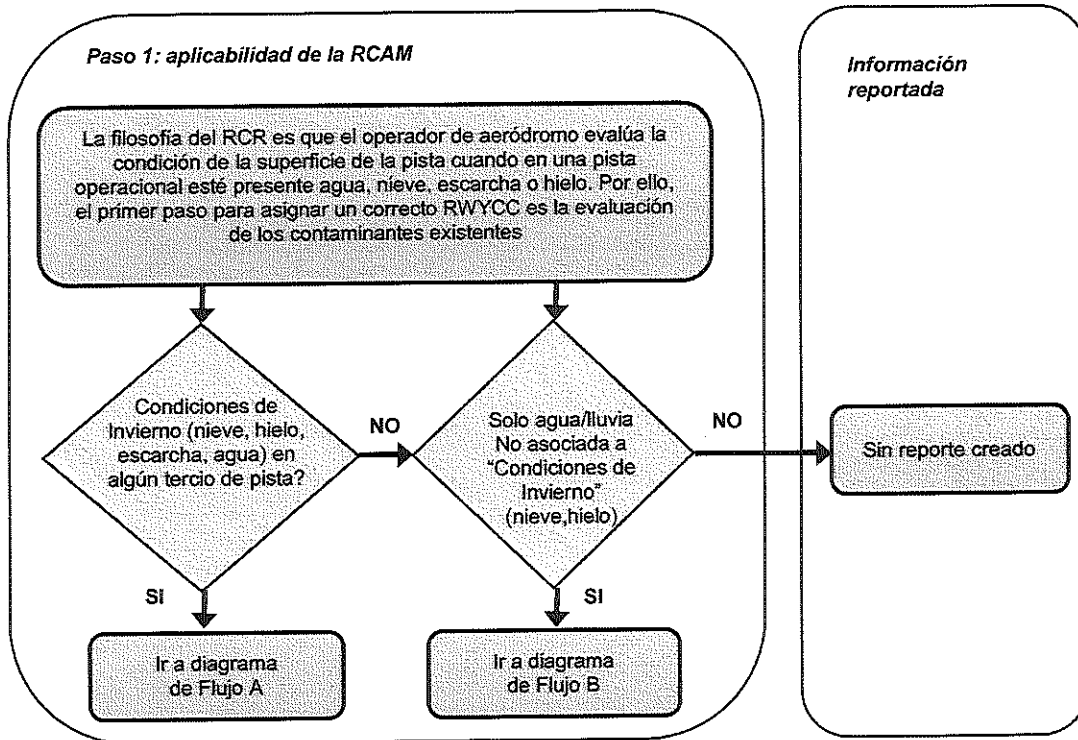 Paso 1: aplicabilidad de la RCAM
La filosofía del RCR es que el operador de aeródromo evalúa la
condición de la superficie de la pista cuando en una pista
operacional esté presente agua, nieve, escarcha o hielo. Por ello,
el primer paso para asignar un correcto RWYCC es la evaluación
de los contaminantes existentes
Condiciones de
Invierno (nieve, hielo,
escarcha, agua) en
algún tercio de pista?
NO
Solo agua/lluvia
No asociada a
"Condiciones de
Invierno"
(nieve,hielo)
NO
SI
SI
Ir a diagrama
de Flujo A
Ir a diagrama
de Flujo B
Información
reportada
Sin reporte creado